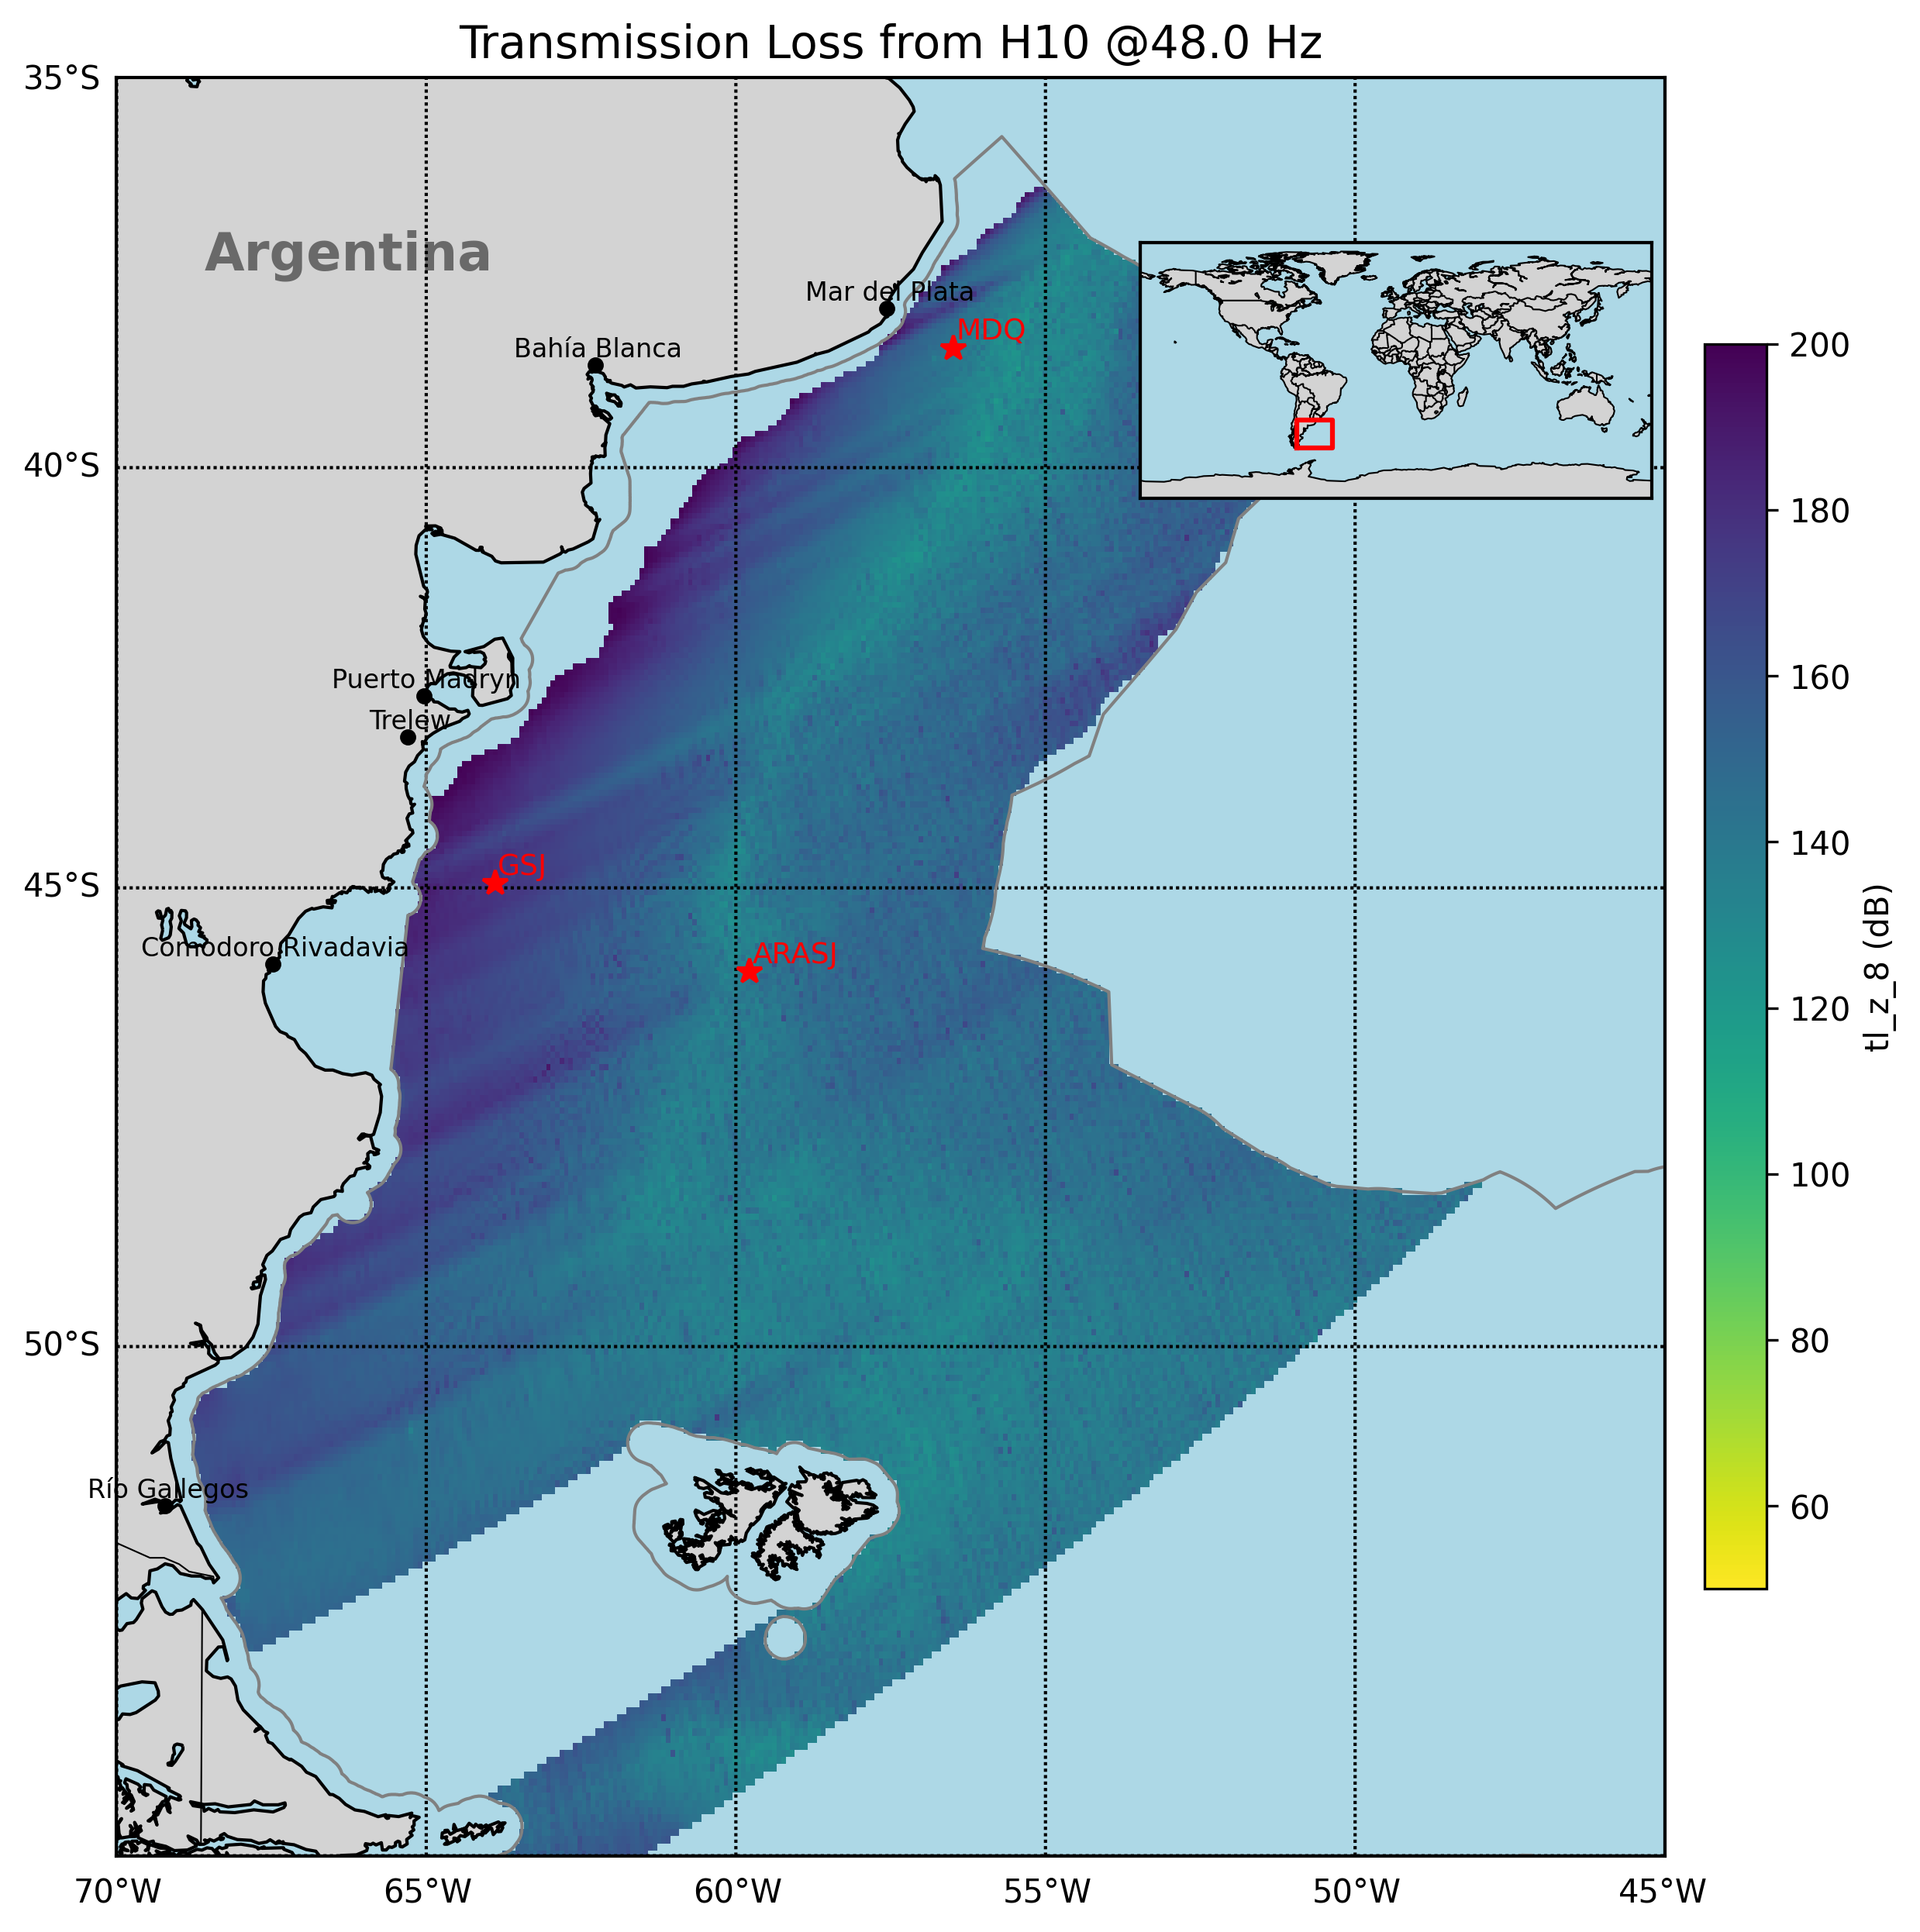 Transmission Loss from H10 @48.0 Hz
35°S
Argentina
Mar del Plata
MDQ
Bahía Blanca
200
40°S
180
Puerto Madryn
160
Trelew
140
GSJ
45°S
Comodoro Rivadavia
ARASJ
tl_z_8 (dB)
120
100
50°S
80
Río Gallegos
60
70°W
65°W
60°W
55°W
50°W
45°W